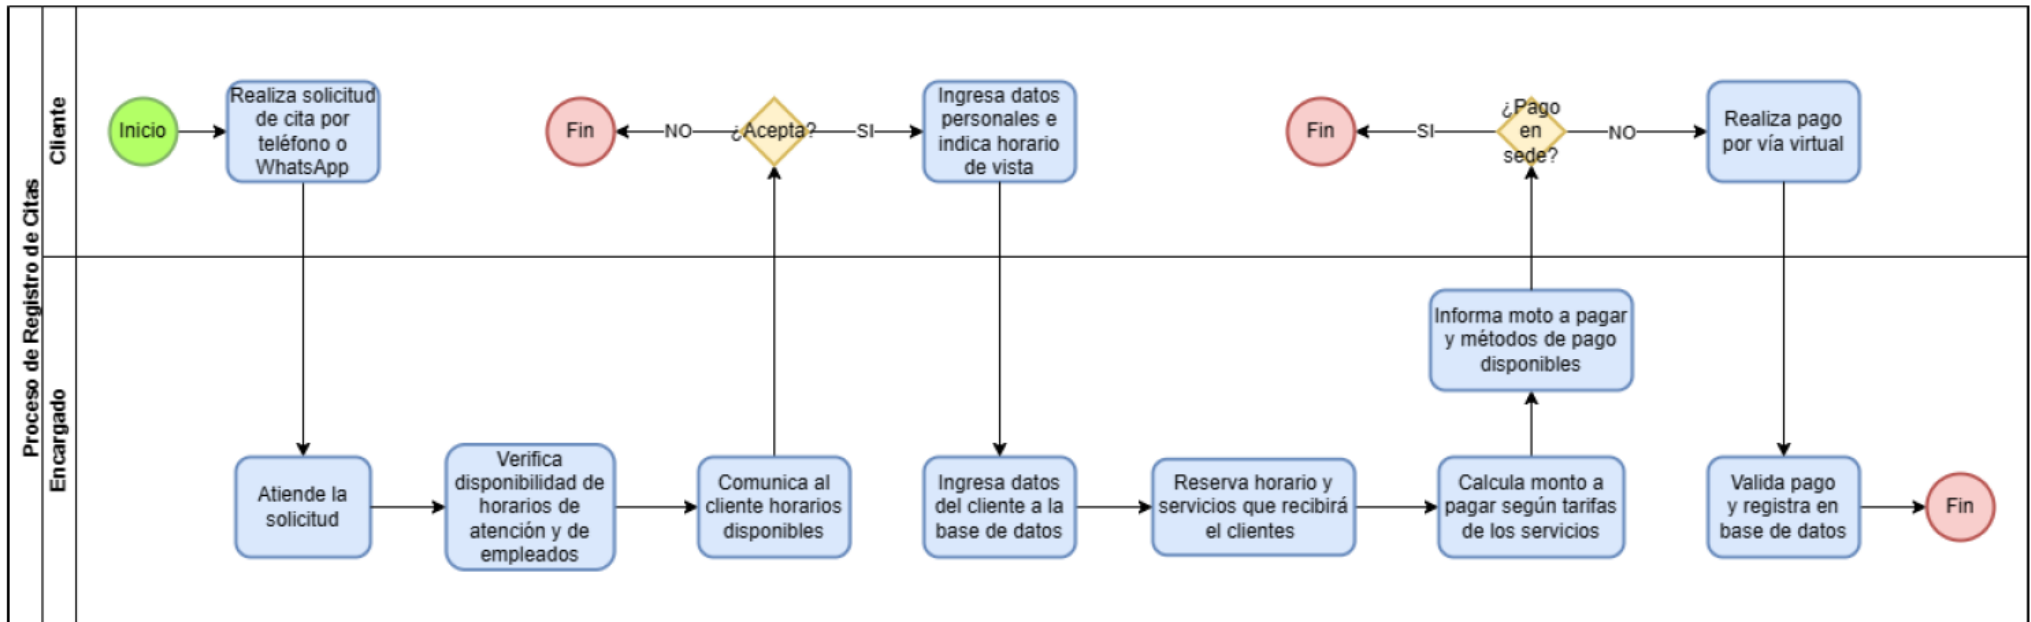 Proceso de Registro de Citas
Cliente
Inicio
Realiza solicitud
de cita por
teléfono o
WhatsApp
Fin
NO
¿Acepta?
SI
Ingresa datos
personales e
indica horario
de vista
Fin
SI
¿Pago
en
sede?
NO
Realiza pago
por vía virtual
Encargado
Atiende la
solicitud
Verifica
disponibilidad de
horarios de
atención y de
empleados
Comunica al
cliente horarios
disponibles
Ingresa datos
del cliente a la
base de datos
Reserva horario y
servicios que recibirá
el clientes
Calcula monto a
pagar según tarifas
de los servicios
Informa moto a pagar
y métodos de pago
disponibles
Valida pago
y registra en
base de datos
Fin